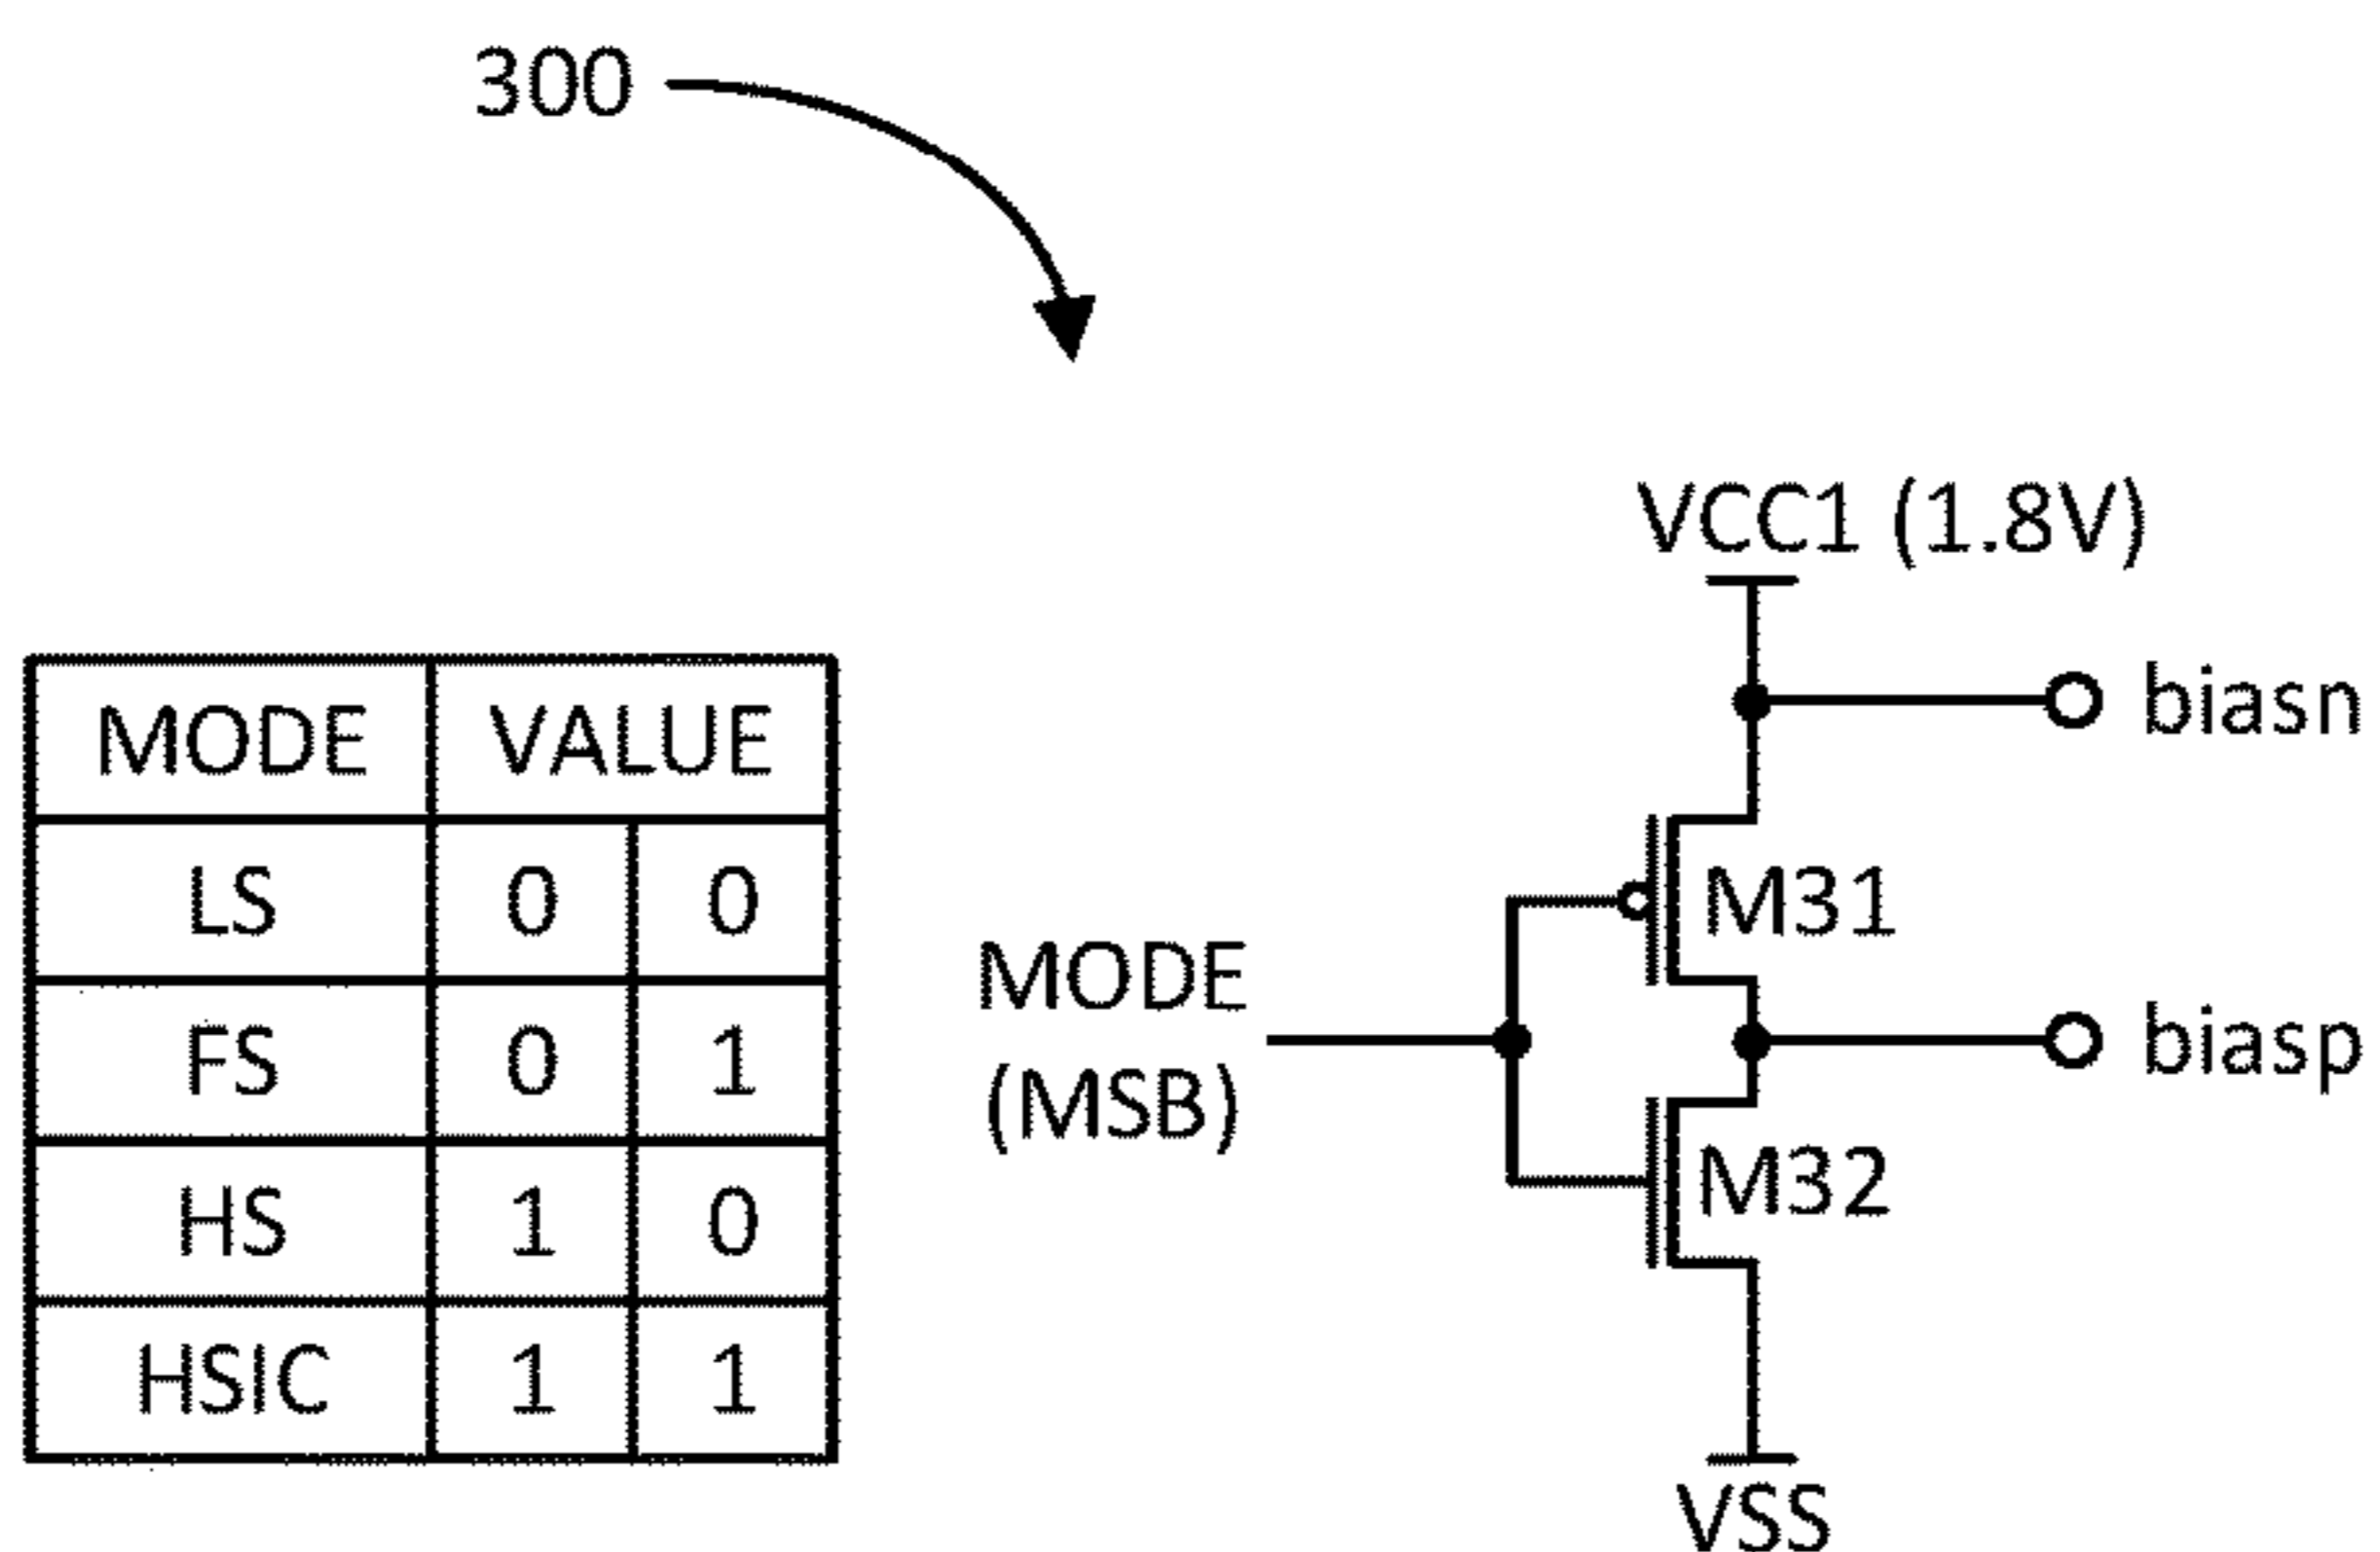 300
VCC1 (1.8V)
biasn
MODE VALUE
LS 0 0
FS 0 1
HS 1 0
HSIC 1 1
MODE
(MSB)
M31
biasp
M32
VSS